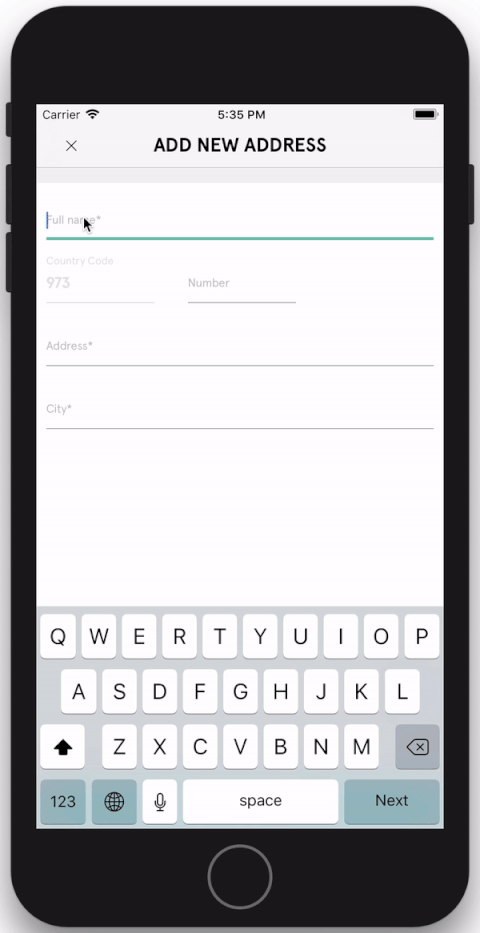 Carrier 5:35 PM
ADD NEW ADDRESS
Full name*
Country Code
973 Number
Address*
City*
Q W E R T Y U I O P
A S D F G H J K L
Z X C V B N M
123 space Next